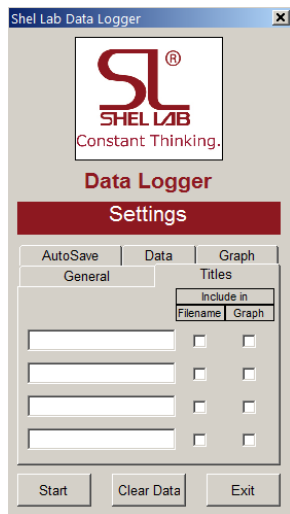 Shel Lab Data Logger
®
SL
SHEL LAB
Constant Thinking.
Data Logger
Settings
AutoSave Data Graph
General Titles
Include in
Filename Graph
Start Clear Data Exit